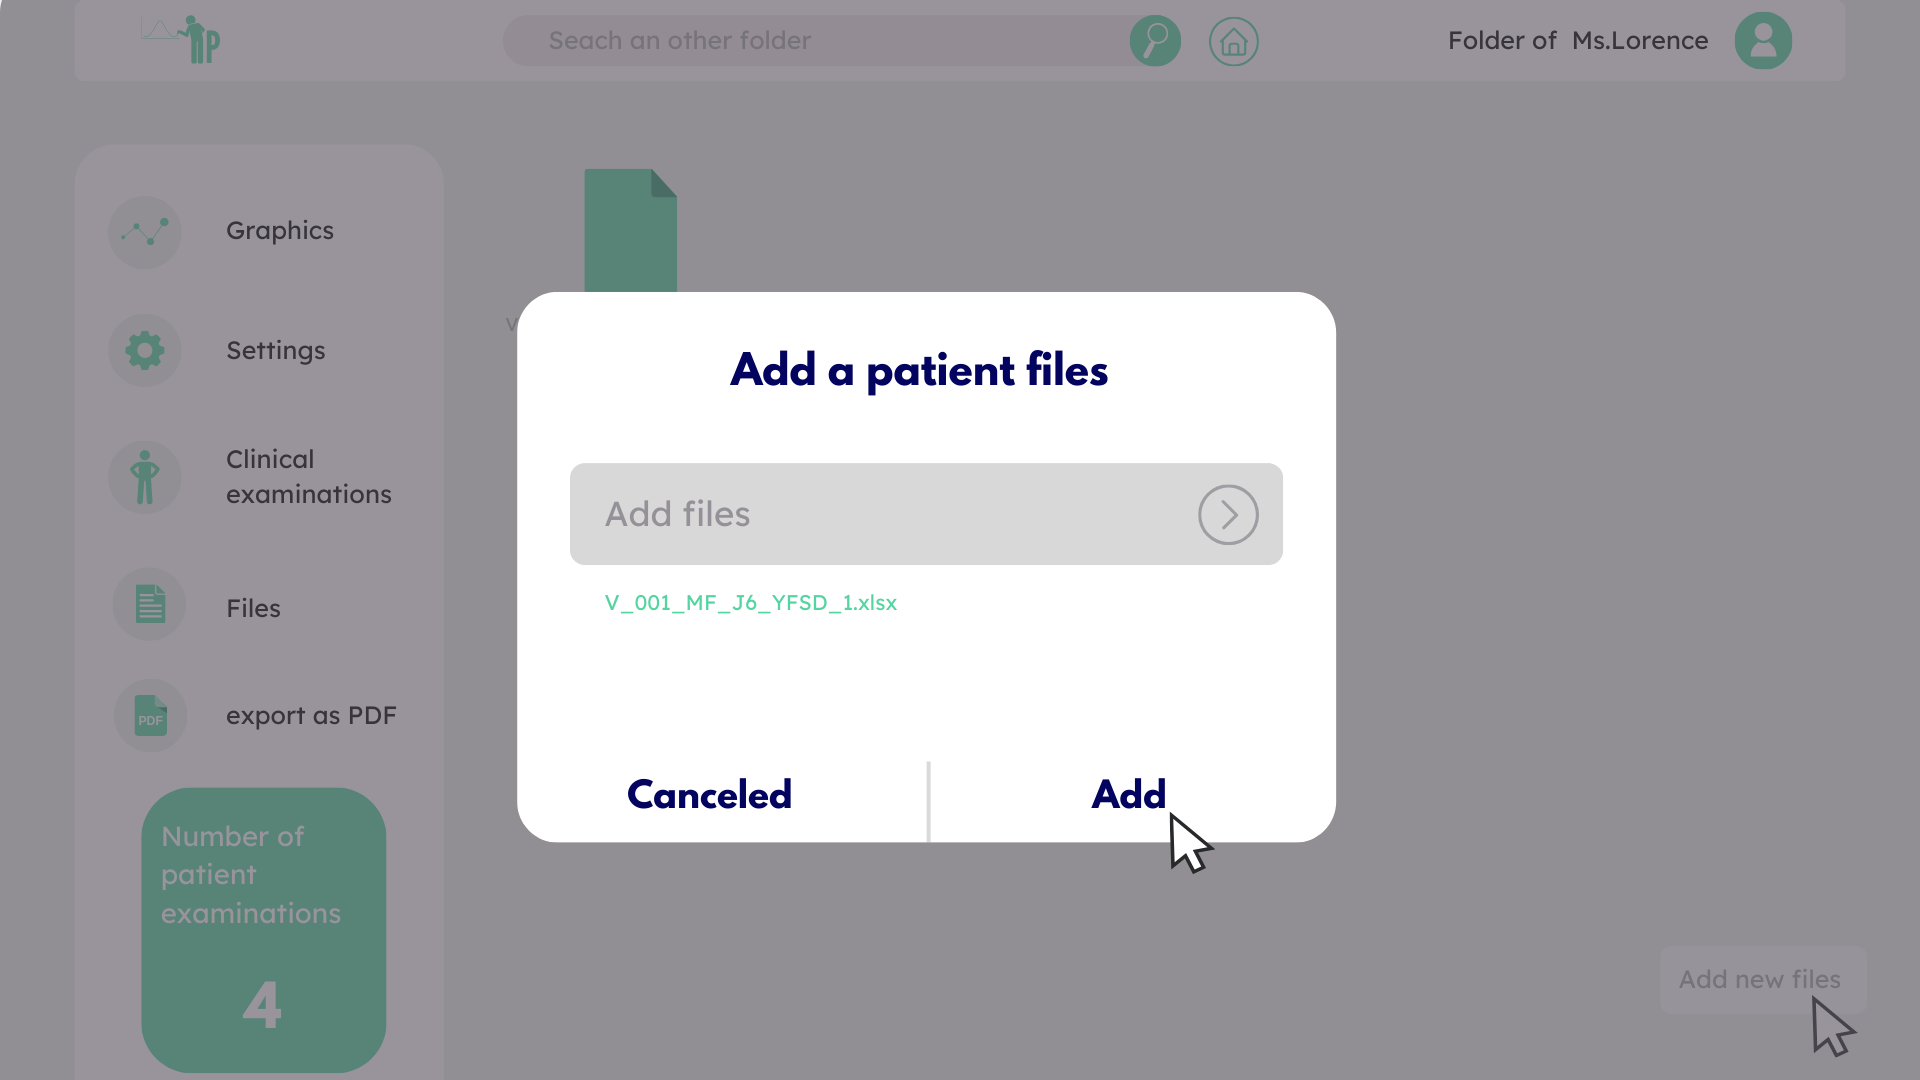 Seach an other folder
Folder of Ms.Lorence
Graphics
Settings
Clinical
examinations
Files
PDF
export as PDF
Number of
patient
examinations
4
Add a patient files
Add files
V_001_MF_J6_YFSD_1.xlsx
Canceled
Add
Add new files